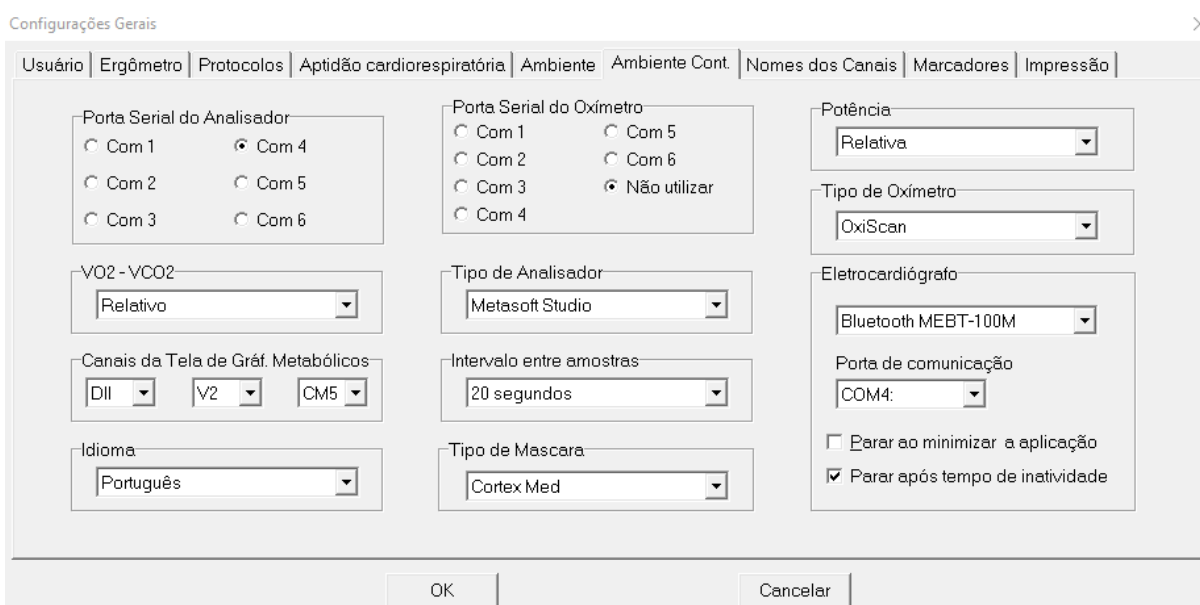 Configurações Gerais
Usuário Ergômetro Protocolos Aptidão cardiorespiratória Ambiente Ambiente Cont. Nomes dos Canais Marcadores Impressão
Porta Serial do Analisador
Com 1 Com 4
Com 2 Com 5
Com 3 Com 6
VO2 - VCO2
Relativo
Canais da Tela de Gráf. Metabólicos
DII V2 CM5
Idioma
Português
Porta Serial do Oxímetro
Com 1 Com 5
Com 2 Com 6
Com 3 Não utilizar
Com 4
Tipo de Analisador
Metasoft Studio
Intervalo entre amostras
20 segundos
Tipo de Mascara
Cortex Med
Potência
Relativa
Tipo de Oxímetro
OxiScan
Eletrocardiógrafo
Bluetooth MEBT-100M
Porta de comunicação
COM4:
Parar ao minimizar a aplicação
Parar após tempo de inatividade
OK Cancelar